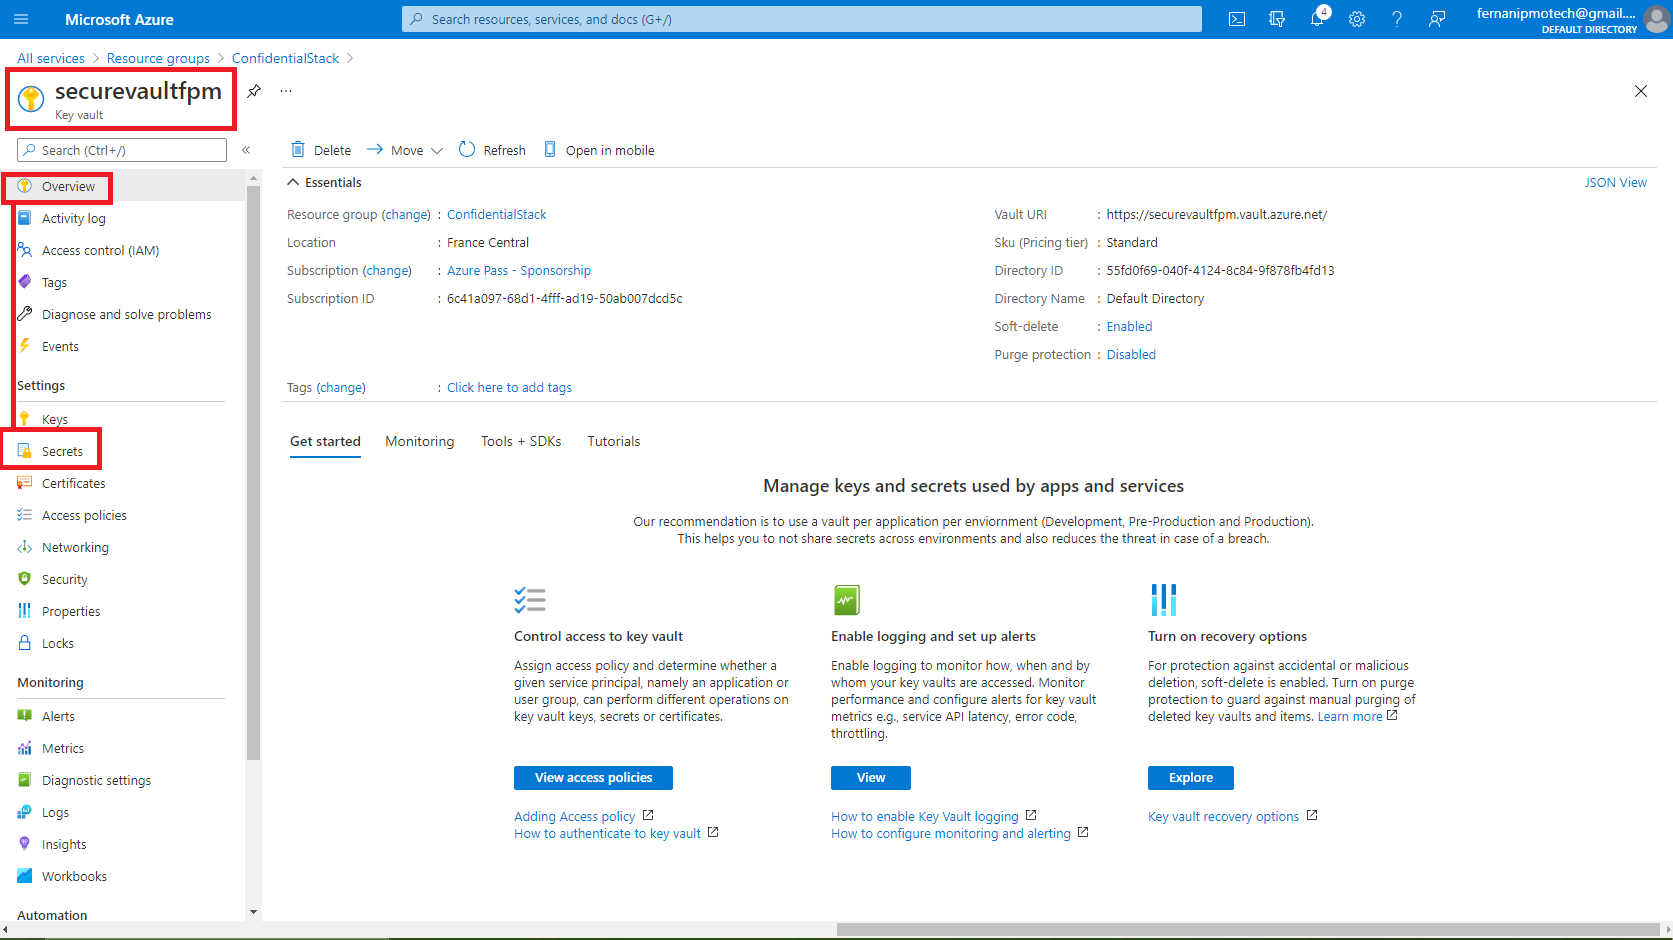 Microsoft Azure
Search resources, services, and docs (G+/)
4
fernanipmotech@gmail....
DEFAULT DIRECTORY
All services > Resource groups > ConfidentialStack >
securevaultfpm
...
Key vault
Search (Ctrl+/)
«
Delete
Move
Refresh
Open in mobile
Overview
Activity log
Access control (IAM)
Tags
Diagnose and solve problems
Events
Settings
Keys
Secrets
Certificates
Access policies
Networking
Security
Properties
Locks
Monitoring
Alerts
Metrics
Diagnostic settings
Logs
Insights
Workbooks
Automation
Essentials
JSON View
Resource group (change) : ConfidentialStack
Location : France Central
Subscription (change) : Azure Pass - Sponsorship
Subscription ID : 6c41a097-68d1-4fff-ad19-50ab007dcd5c
Vault URI : https://securevaultfpm.vault.azure.net/
Sku (Pricing tier) : Standard
Directory ID : 55fd0f69-040f-4124-8c84-9f878fb4fd13
Directory Name : Default Directory
Soft-delete : Enabled
Purge protection : Disabled
Tags (change) : Click here to add tags
Get started
Monitoring
Tools + SDKs
Tutorials
Manage keys and secrets used by apps and services
Our recommendation is to use a vault per application per enviornment (Development, Pre-Production and Production).
This helps you to not share secrets across environments and also reduces the threat in case of a breach.
Control access to key vault
Assign access policy and determine whether a
given service principal, namely an application or
user group, can perform different operations on
key vault keys, secrets or certificates.
View access policies
Adding Access policy
How to authenticate to key vault
Enable logging and set up alerts
Enable logging to monitor how, when and by
whom your key vaults are accessed. Monitor
performance and configure alerts for key vault
metrics e.g., service API latency, error code,
throttling.
View
How to enable Key Vault logging
How to configure monitoring and alerting
Turn on recovery options
For protection against accidental or malicious
deletion, soft-delete is enabled. Turn on purge
protection to guard against manual purging of
deleted key vaults and items. Learn more
Explore
Key vault recovery options